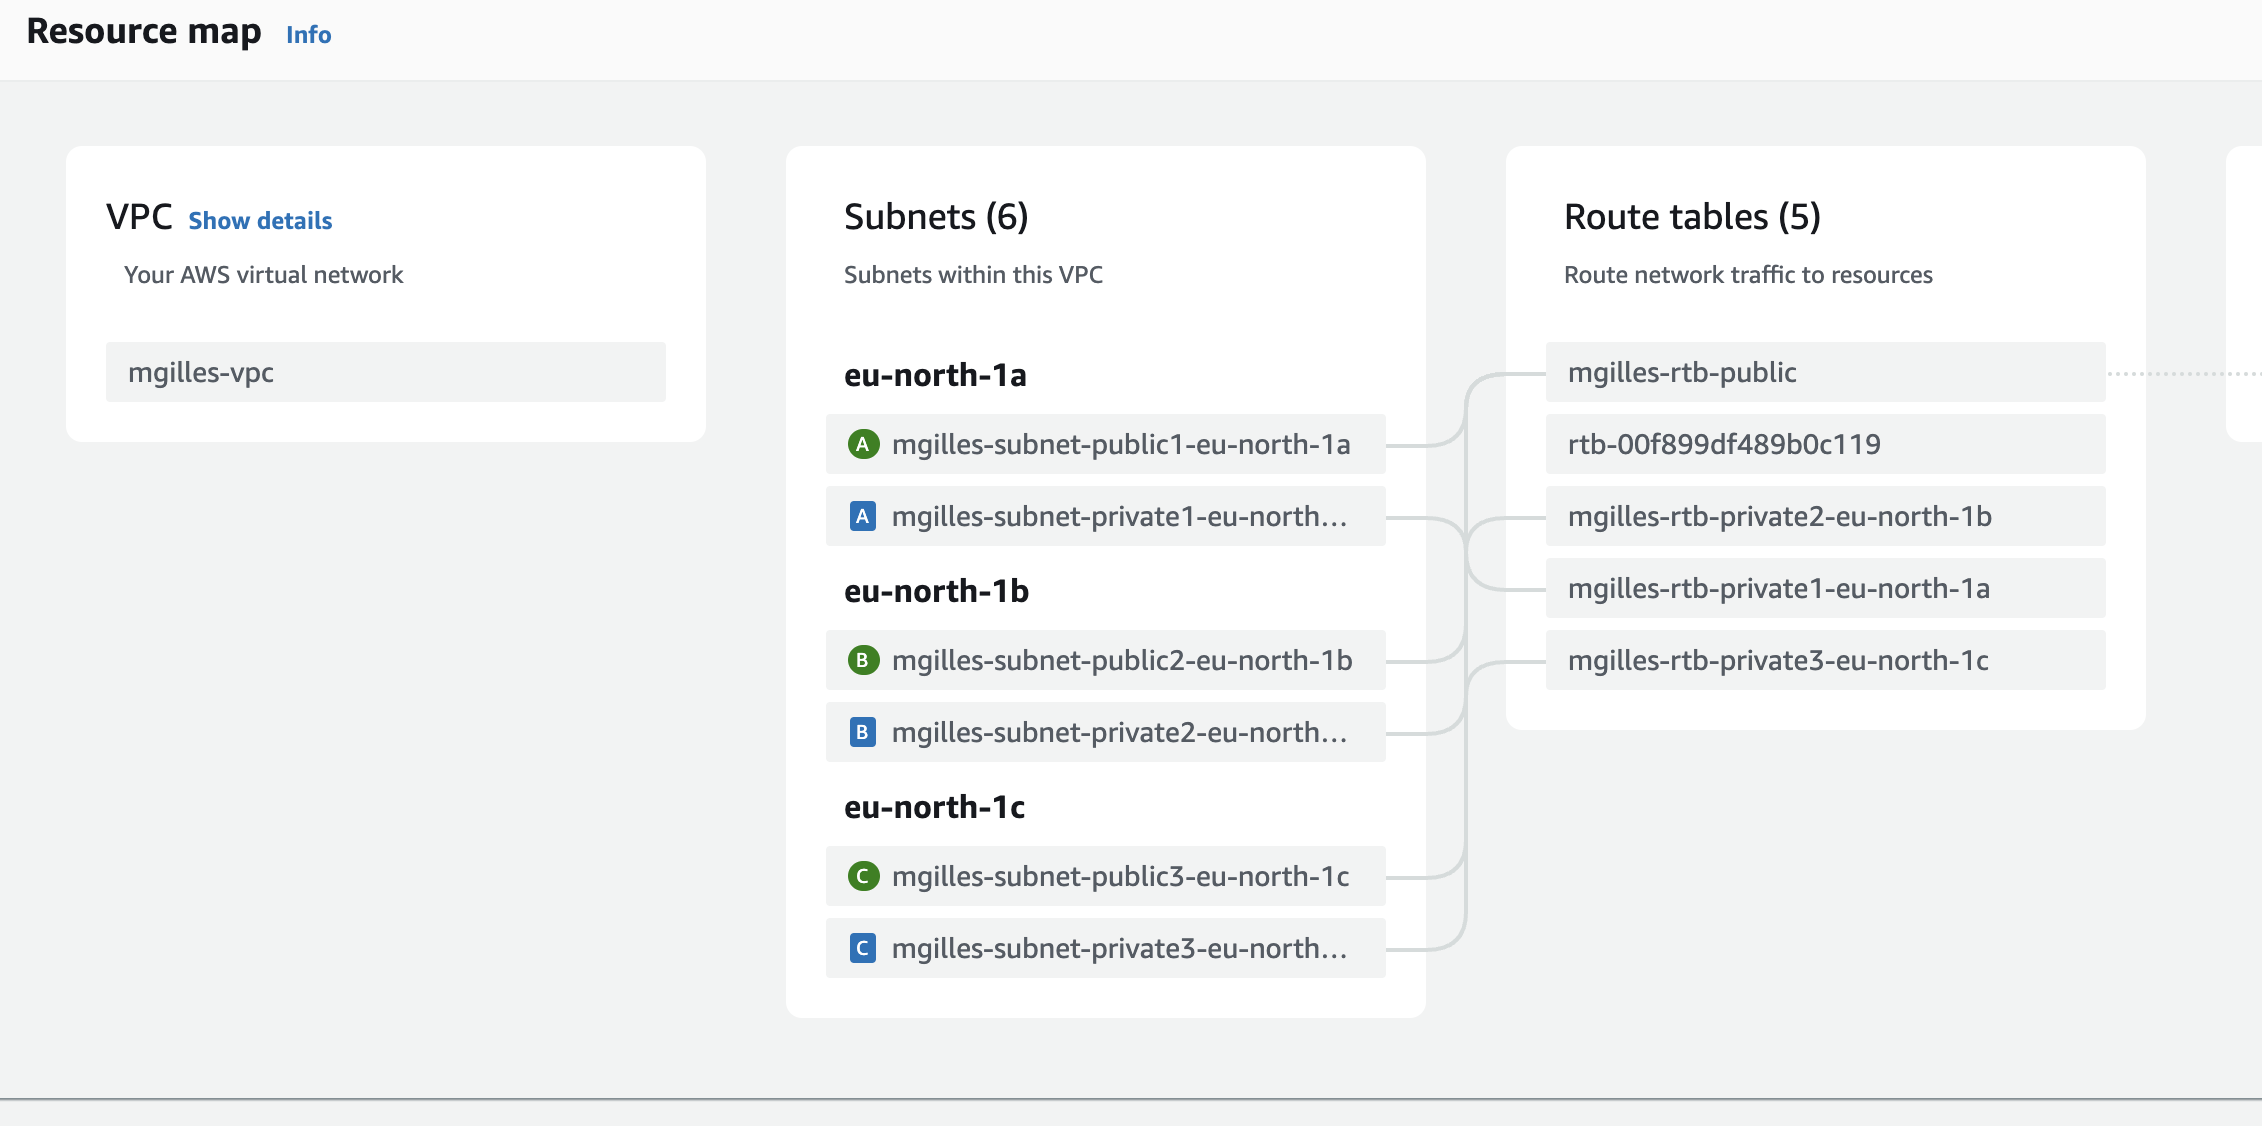 Resource map Info
VPC Show details
Your AWS virtual network
mgilles-vpc
Subnets (6)
Subnets within this VPC
eu-north-1a
A mgilles-subnet-public1-eu-north-1a
A mgilles-subnet-private1-eu-north...
eu-north-1b
B mgilles-subnet-public2-eu-north-1b
B mgilles-subnet-private2-eu-north...
eu-north-1c
C mgilles-subnet-public3-eu-north-1c
C mgilles-subnet-private3-eu-north...
Route tables (5)
Route network traffic to resources
mgilles-rtb-public
rtb-00f899df489b0c119
mgilles-rtb-private2-eu-north-1b
mgilles-rtb-private1-eu-north-1a
mgilles-rtb-private3-eu-north-1c